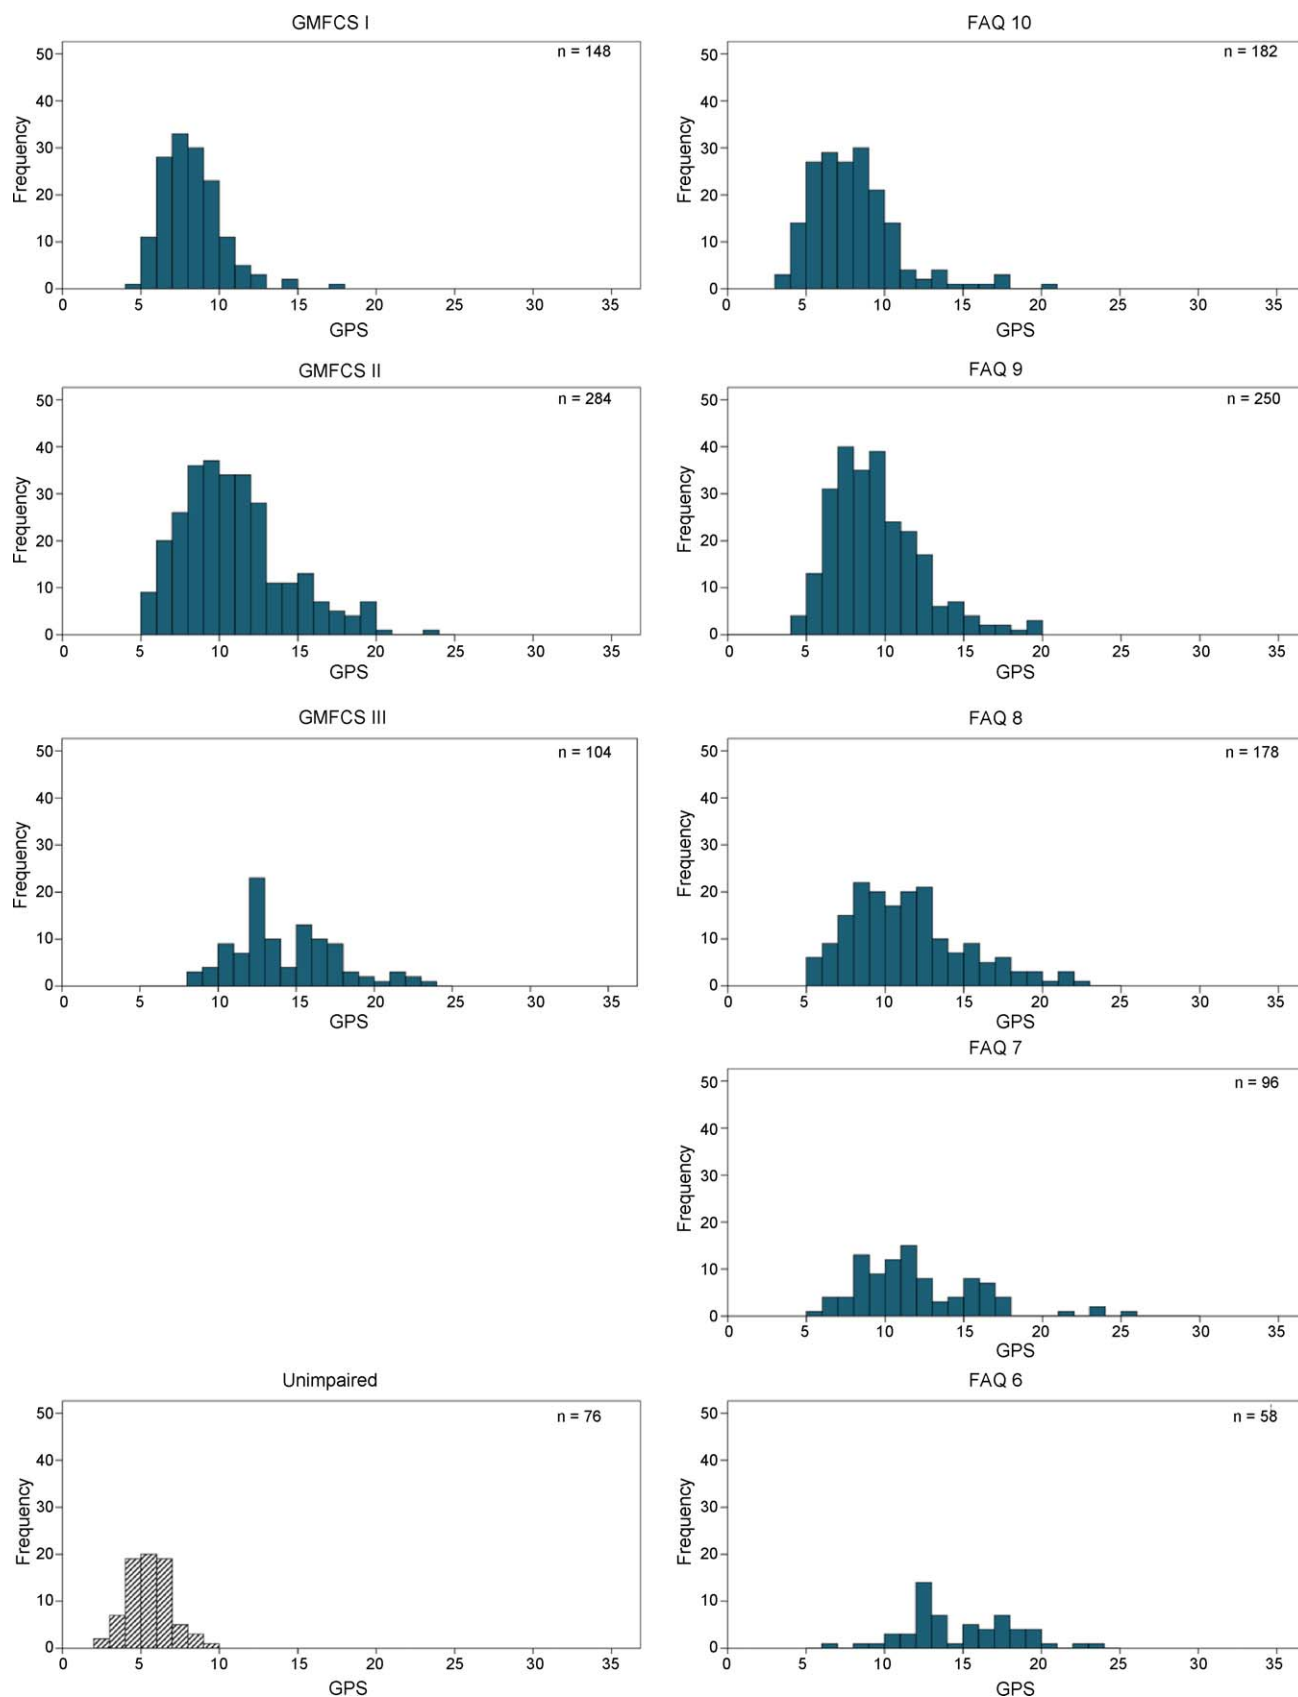 GMFCS I
n = 148
50
40
30
20
10
0
Frequency
0 5 10 15 20 25 30 35
GPS
FAQ 10
n = 182
50
40
30
20
10
0
Frequency
0 5 10 15 20 25 30 35
GPS
GMFCS II
n = 284
50
40
30
20
10
0
Frequency
0 5 10 15 20 25 30 35
GPS
FAQ 9
n = 250
50
40
30
20
10
0
Frequency
0 5 10 15 20 25 30 35
GPS
GMFCS III
n = 104
50
40
30
20
10
0
Frequency
0 5 10 15 20 25 30 35
GPS
FAQ 8
n = 178
50
40
30
20
10
0
Frequency
0 5 10 15 20 25 30 35
GPS
FAQ 7
n = 96
50
40
30
20
10
0
Frequency
0 5 10 15 20 25 30 35
GPS
Unimpaired
n = 76
50
40
30
20
10
0
Frequency
0 5 10 15 20 25 30 35
GPS
FAQ 6
n = 58
50
40
30
20
10
0
Frequency
0 5 10 15 20 25 30 35
GPS